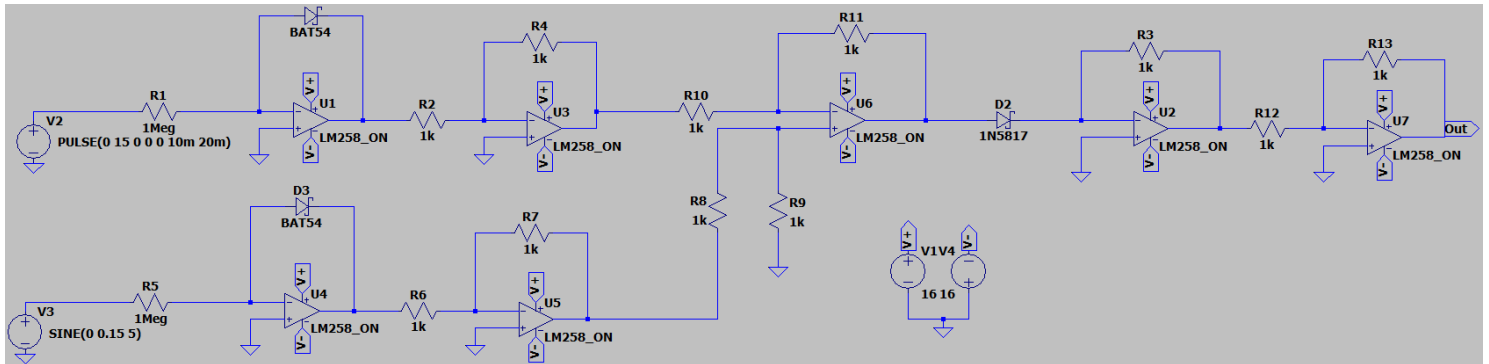 BAT54
V+
U1
V-
LM258_ON
R1
1Meg
V2
PULSE(0 15 0 0 0 10m 20m)
R2
1k
R4
1k
V+
U3
V-
LM258_ON
R10
1k
R11
1k
V+
U6
V-
LM258_ON
D2
1N5817
R3
1k
V+
U2
V-
LM258_ON
R12
1k
R13
1k
V+
U7
V-
LM258_ON
Out
D3
BAT54
R5
1Meg
V3
SINE(0 0.15 5)
V+
U4
V-
LM258_ON
R6
1k
R7
1k
V+
U5
V-
LM258_ON
R8
1k
R9
1k
V+
V-
V1
V4
16
16